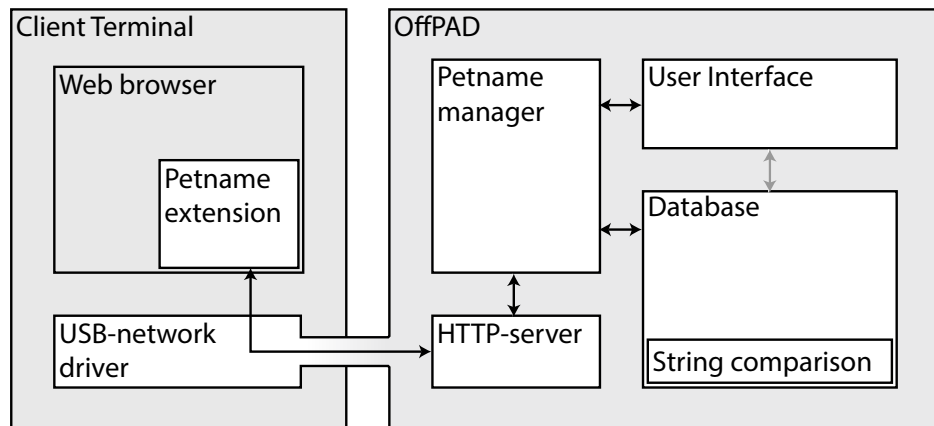 Client Terminal
Web browser
Petname
extension
USB-network
driver
OffPAD
Petname
manager
User Interface
Database
HTTP-server
String comparison